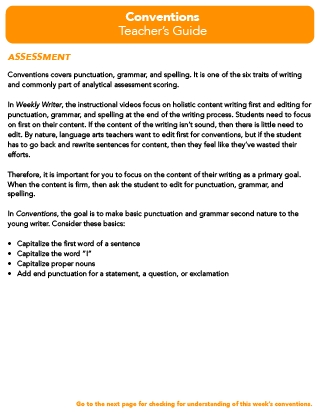 Conventions
Teacher's Guide
ASSESSMENT
Conventions covers punctuation, grammar, and spelling. It is one of the six traits of writing
and commonly part of analytical assessment scoring.
In Weekly Writer, the instructional videos focus on holistic content writing first and editing for
punctuation, grammar, and spelling at the end of the writing process. Students need to focus
on first on their content. If the content of the writing isn't sound, then there is little need to
edit. By nature, language arts teachers want to edit first for conventions, but if the student
has to go back and rewrite sentences for content, then they feel like they've wasted their
efforts.
Therefore, it is important for you to focus on the content of their writing as a primary goal.
When the content is firm, then ask the student to edit for punctuation, grammar, and
spelling.
In Conventions, the goal is to make basic punctuation and grammar second nature to the
young writer. Consider these basics:
• Capitalize the first word of a sentence
• Capitalize the word "I"
• Capitalize proper nouns
• Add end punctuation for a statement, a question, or exclamation
Go to the next page for checking for understanding of this week's conventions.